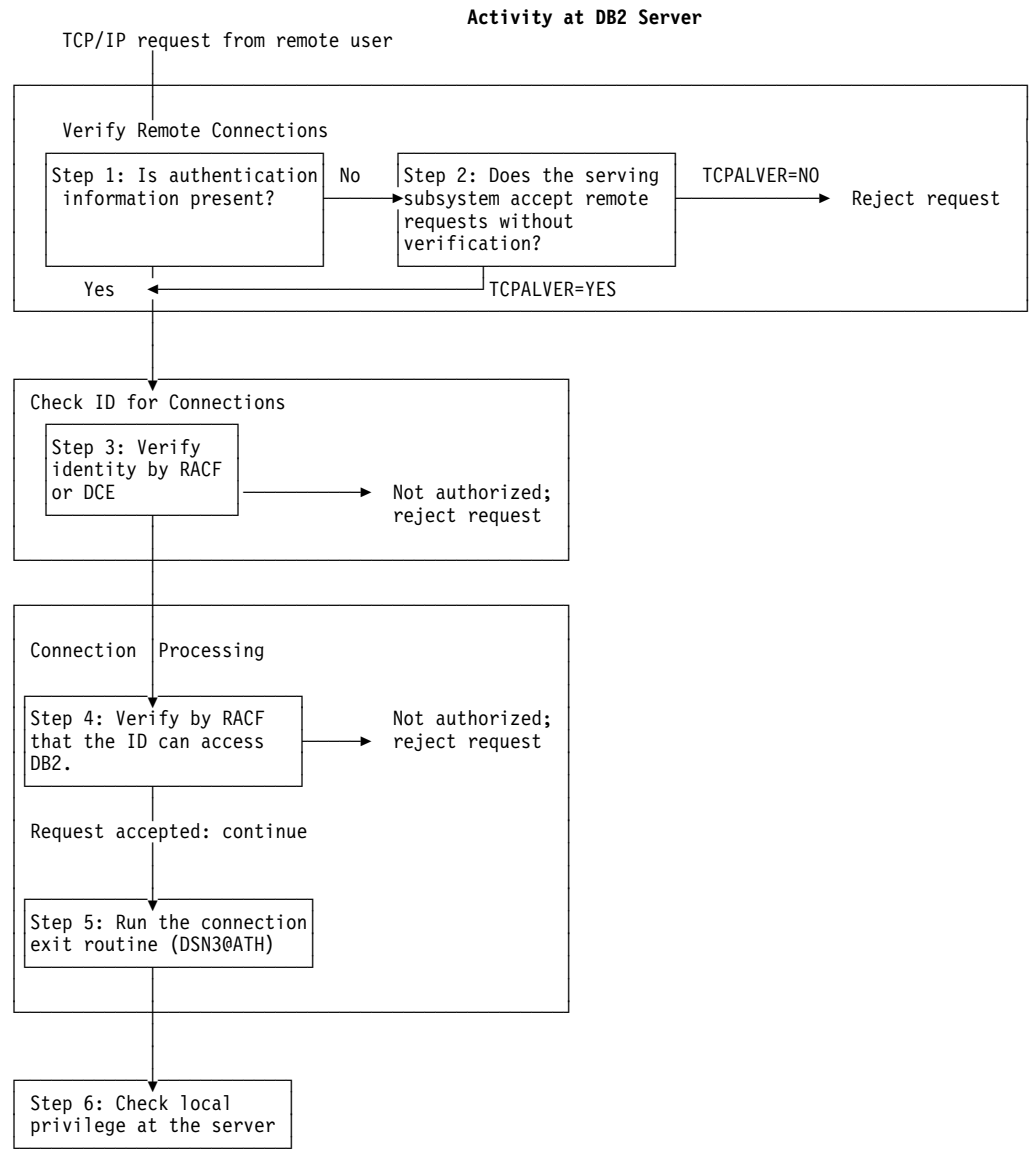 Activity at DB2 Server
TCP/IP request from remote user
Verify Remote Connections
Step 1: Is authentication
information present?
No
Step 2: Does the serving
subsystem accept remote
requests without
verification?
TCPALVER=NO
Reject request
Yes
TCPALVER=YES
Check ID for Connections
Step 3: Verify
identity by RACF
or DCE
Not authorized;
reject request
Connection Processing
Step 4: Verify by RACF
that the ID can access
DB2.
Not authorized;
reject request
Request accepted: continue
Step 5: Run the connection
exit routine (DSN3@ATH)
Step 6: Check local
privilege at the server